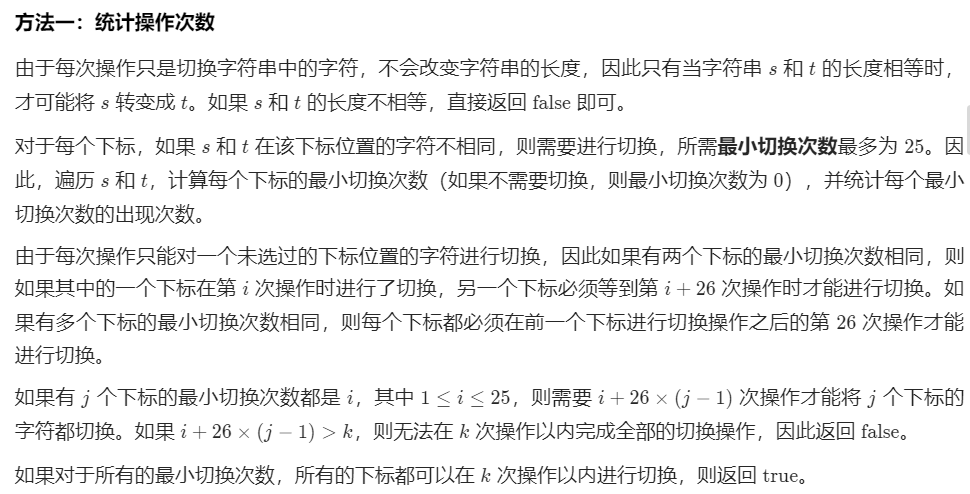 方法一：统计操作次数
由于每次操作只是切换字符串中的字符，不会改变字符串的长度，因此只有当字符串 s 和 t 的长度相等时，
才可能将 s 转变成 t。如果 s 和 t 的长度不相等，直接返回 false 即可。
对于每个下标，如果 s 和 t 在该下标位置的字符不相同，则需要进行切换，所需最小切换次数最多为 25。因
此，遍历 s 和 t，计算每个下标的最小切换次数（如果不需要切换，则最小切换次数为 0），并统计每个最小
切换次数的出现次数。
由于每次操作只能对一个未选过的下标位置的字符进行切换，因此如果有两个下标的最小切换次数相同，则
如果其中的一个下标在第 i 次操作时进行了切换，另一个下标必须等到第 i + 26 次操作时才能进行切换。如
果有多个下标的最小切换次数相同，则每个下标都必须在前一个下标进行切换操作之后的第 26 次操作才能
进行切换。
如果有 j 个下标的最小切换次数都是 i，其中 1 ≤ i ≤ 25，则需要 i + 26 × (j − 1) 次操作才能将 j 个下标的
字符都切换。如果 i + 26 × (j − 1) > k，则无法在 k 次操作以内完成全部的切换操作，因此返回 false。
如果对于所有的最小切换次数，所有的下标都可以在 k 次操作以内进行切换，则返回 true。